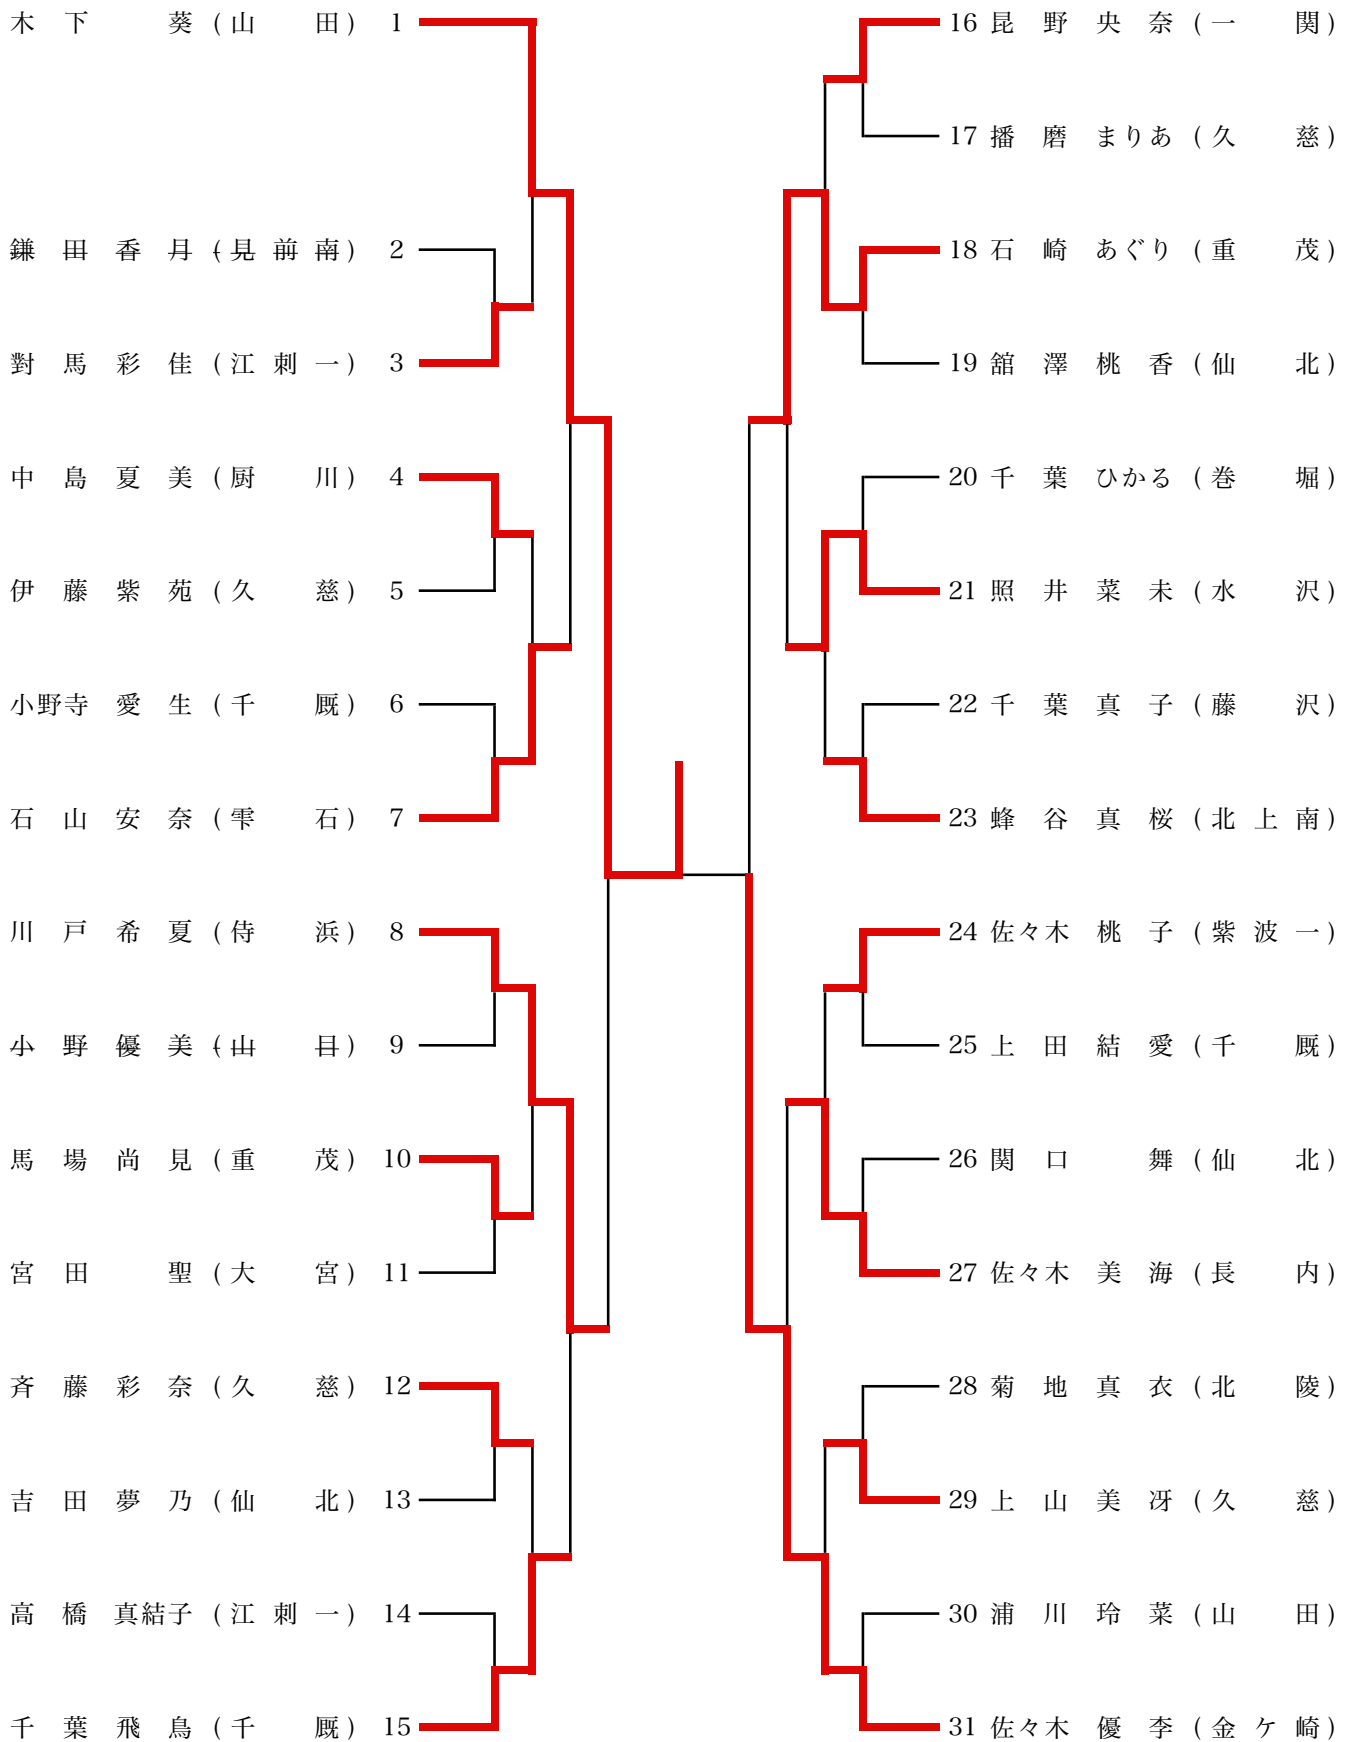 木下 葵 (山 田) 1
鎌田香丹 (見前南) 2
對馬彩佳 (江刺一) 3
中島夏美 (厨 川) 4
伊藤紫苑 (久 慈) 5
小野寺愛生 (千 厩) 6
石山安奈 (雫 石) 7
川戸希夏 (侍 浜) 8
小野優美 (山 目) 9
馬場尚見 (重 茂) 10
宮田 聖 (大 宮) 11
斉藤彩奈 (久 慈) 12
吉田夢乃 (仙 北) 13
高橋真結子 (江刺一) 14
千葉飛鳥 (千 厩) 15
16 昆野央奈 (一 関)
17 播磨まりあ (久 慈)
18 石崎あぐり (重 茂)
19 舘澤桃香 (仙 北)
20 千葉ひかる (巻 堀)
21 照井菜未 (水 沢)
22 千葉真子 (藤 沢)
23 蜂谷真桜 (北上南)
24 佐々木桃子 (紫波一)
25 上田結愛 (千 厩)
26 関口 舞 (仙 北)
27 佐々木美海 (長 内)
28 菊地真衣 (北 陵)
29 上山美冴 (久 慈)
30 浦川玲菜 (山 田)
31 佐々木優李 (金ケ崎)